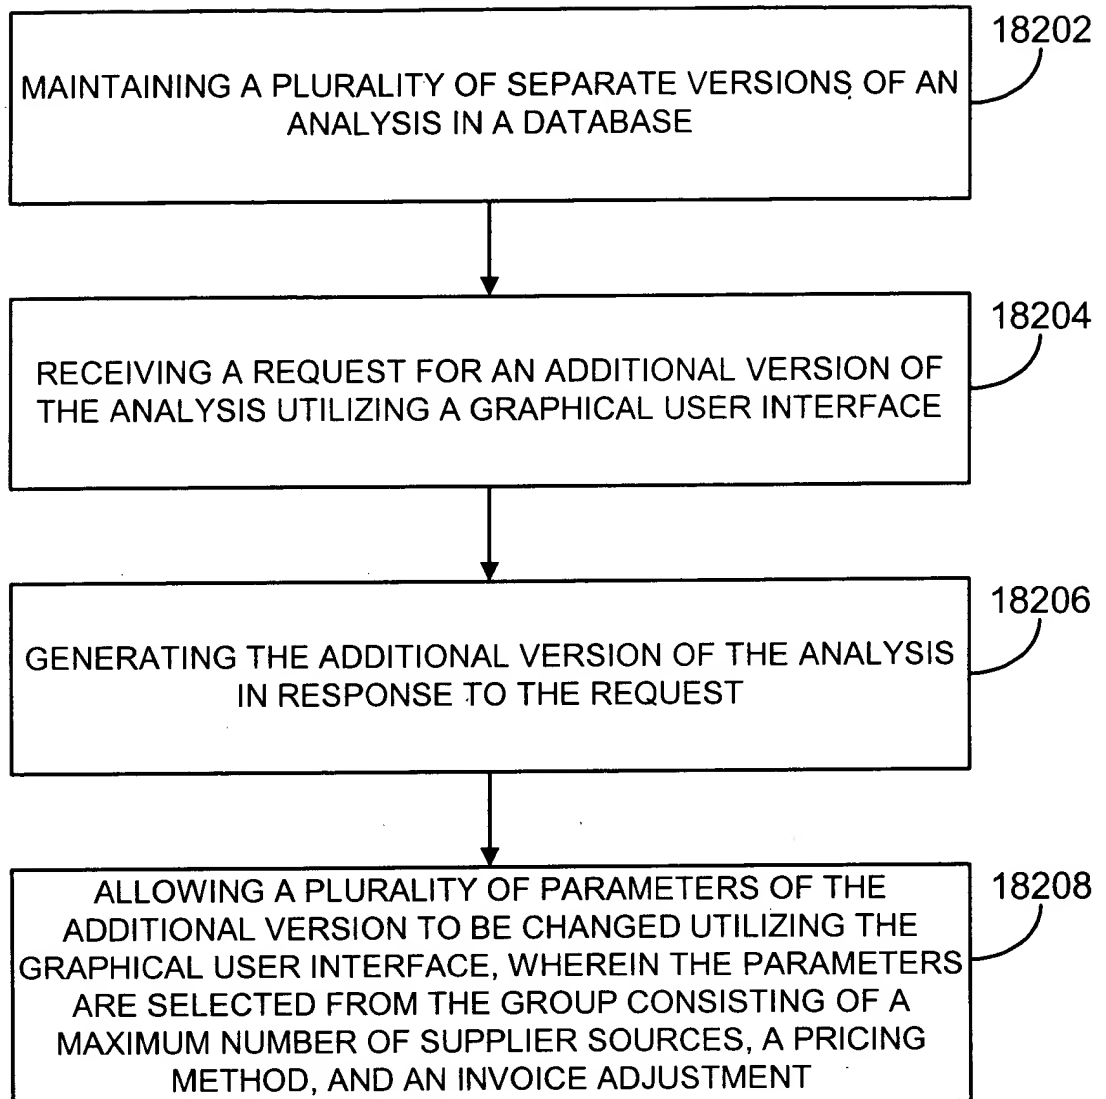 18202
MAINTAINING A PLURALITY OF SEPARATE VERSIONS OF AN
ANALYSIS IN A DATABASE
18204
RECEIVING A REQUEST FOR AN ADDITIONAL VERSION OF
THE ANALYSIS UTILIZING A GRAPHICAL USER INTERFACE
18206
GENERATING THE ADDITIONAL VERSION OF THE ANALYSIS
IN RESPONSE TO THE REQUEST
18208
ALLOWING A PLURALITY OF PARAMETERS OF THE
ADDITIONAL VERSION TO BE CHANGED UTILIZING THE
GRAPHICAL USER INTERFACE, WHEREIN THE PARAMETERS
ARE SELECTED FROM THE GROUP CONSISTING OF A
MAXIMUM NUMBER OF SUPPLIER SOURCES, A PRICING
METHOD, AND AN INVOICE ADJUSTMENT